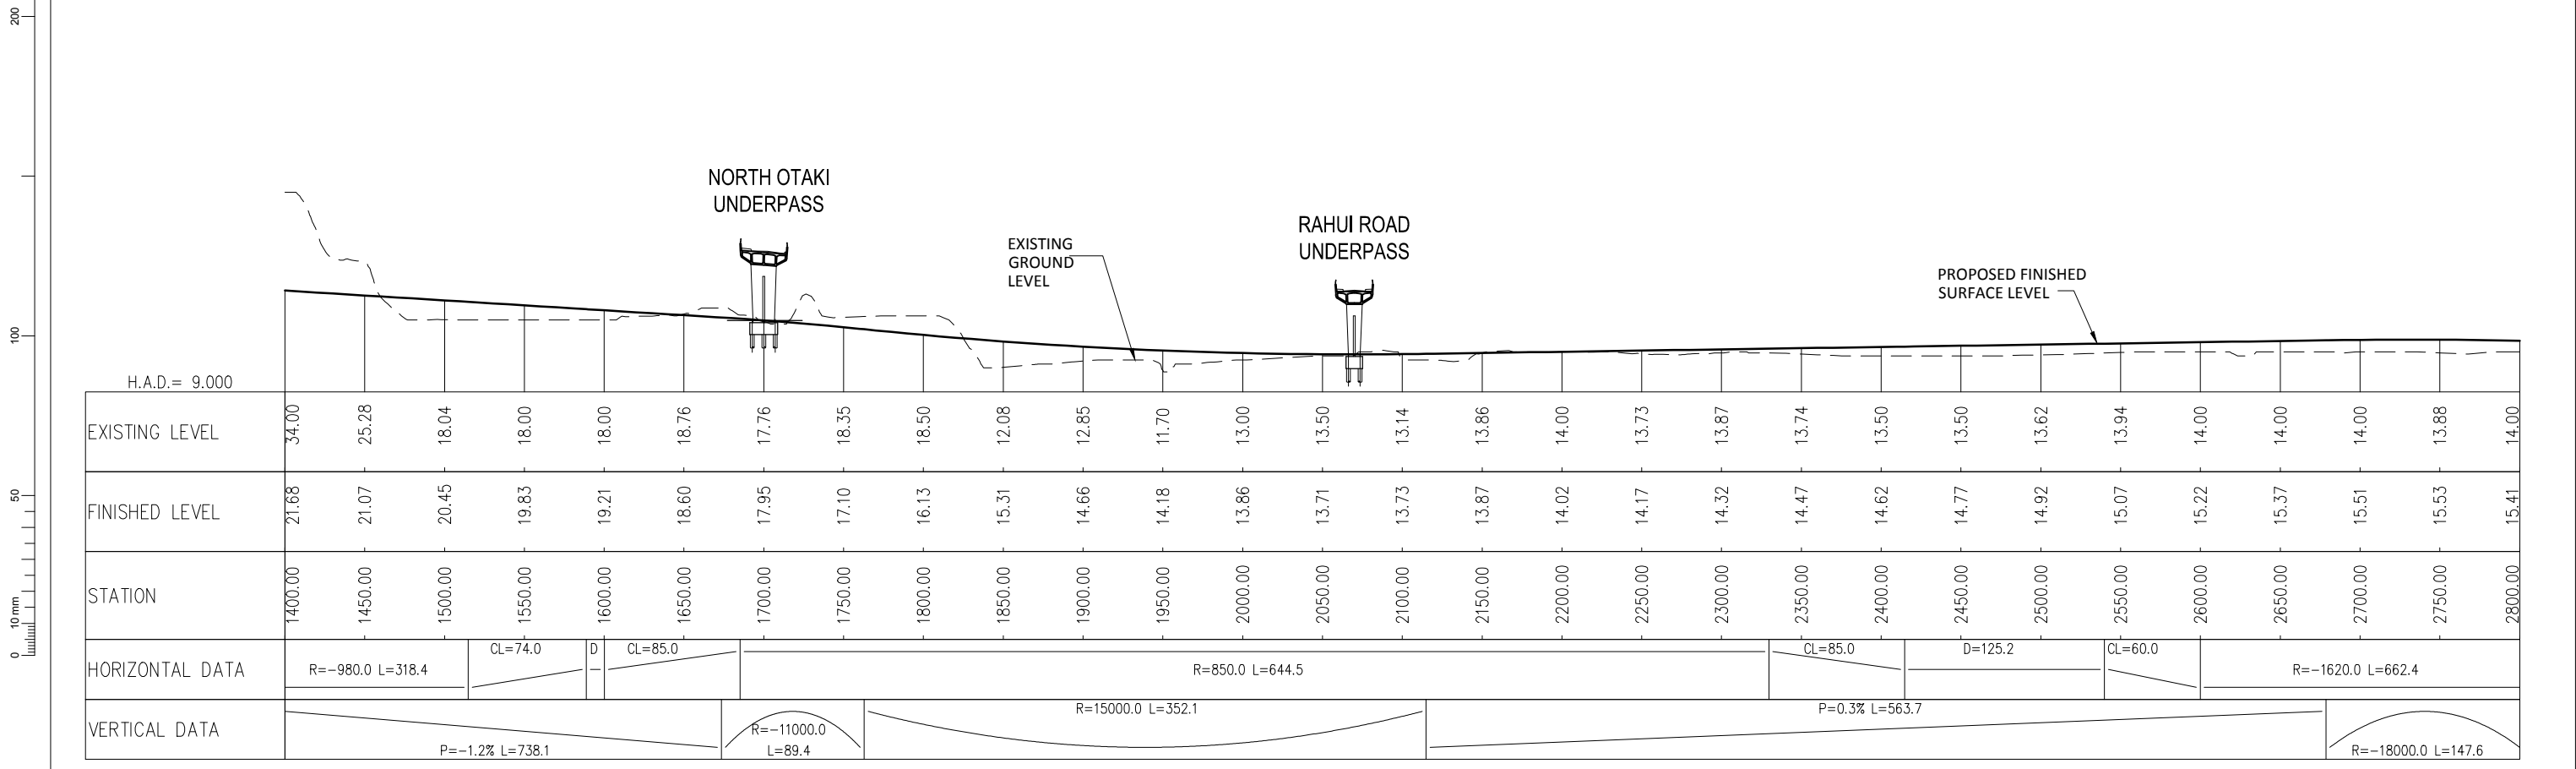 200
100
50
10mm
0
NORTH OTAKI
UNDERPASS
EXISTING
GROUND
LEVEL
RAHUI ROAD
UNDERPASS
PROPOSED FINISHED
SURFACE LEVEL
H.A.D.= 9.000
EXISTING LEVEL 34.00 25.28 18.04 18.00 18.00 18.76 17.76 18.35 18.50 12.08 12.85 11.70 13.00 13.50 13.14 13.86 14.00 13.73 13.87 13.74 13.50 13.50 13.62 13.94 14.00 14.00 14.00 13.88 14.00
FINISHED LEVEL 21.68 21.07 20.45 19.83 19.21 18.60 17.95 17.10 16.13 15.31 14.66 14.18 13.86 13.71 13.73 13.87 14.02 14.17 14.32 14.47 14.62 14.77 14.92 15.07 15.22 15.37 15.51 15.53 15.41
STATION 1400.00 1450.00 1500.00 1550.00 1600.00 1650.00 1700.00 1750.00 1800.00 1850.00 1900.00 1950.00 2000.00 2050.00 2100.00 2150.00 2200.00 2250.00 2300.00 2350.00 2400.00 2450.00 2500.00 2550.00 2600.00 2650.00 2700.00 2750.00 2800.00
HORIZONTAL DATA R=-980.0 L=318.4 CL=74.0 D CL=85.0 R=850.0 L=644.5 CL=85.0 D=125.2 CL=60.0 R=-1620.0 L=662.4
VERTICAL DATA P=-1.2% L=738.1 R=-11000.0
L=89.4 R=15000.0 L=352.1 P=0.3% L=563.7 R=-18000.0 L=147.6